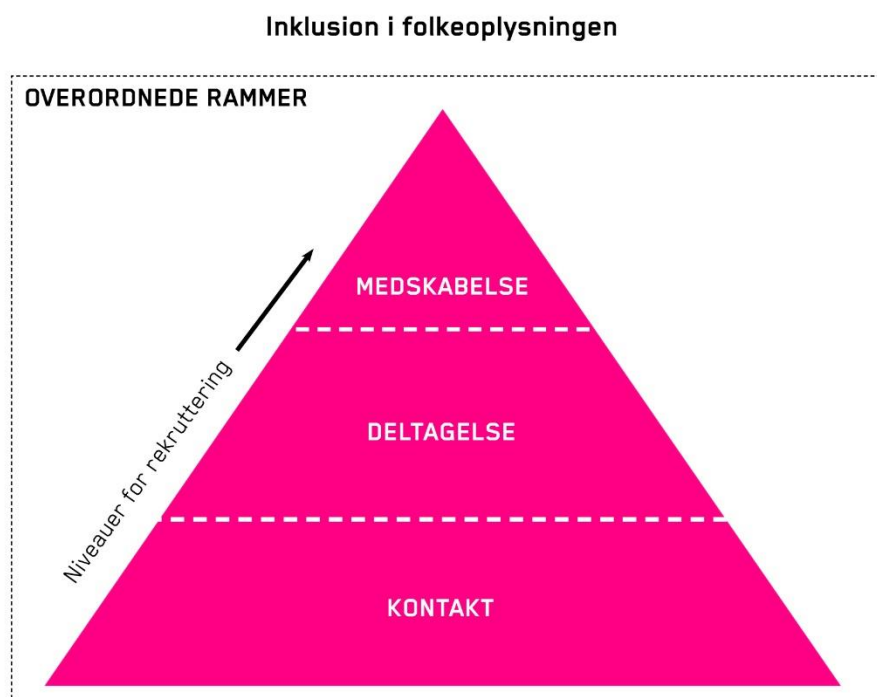 Inklusion i folkeoplysningen
OVERORDNEDE RAMMER
MEDSKABELSE
Niveauer for rekruttering
DELTAGELSE
KONTAKT